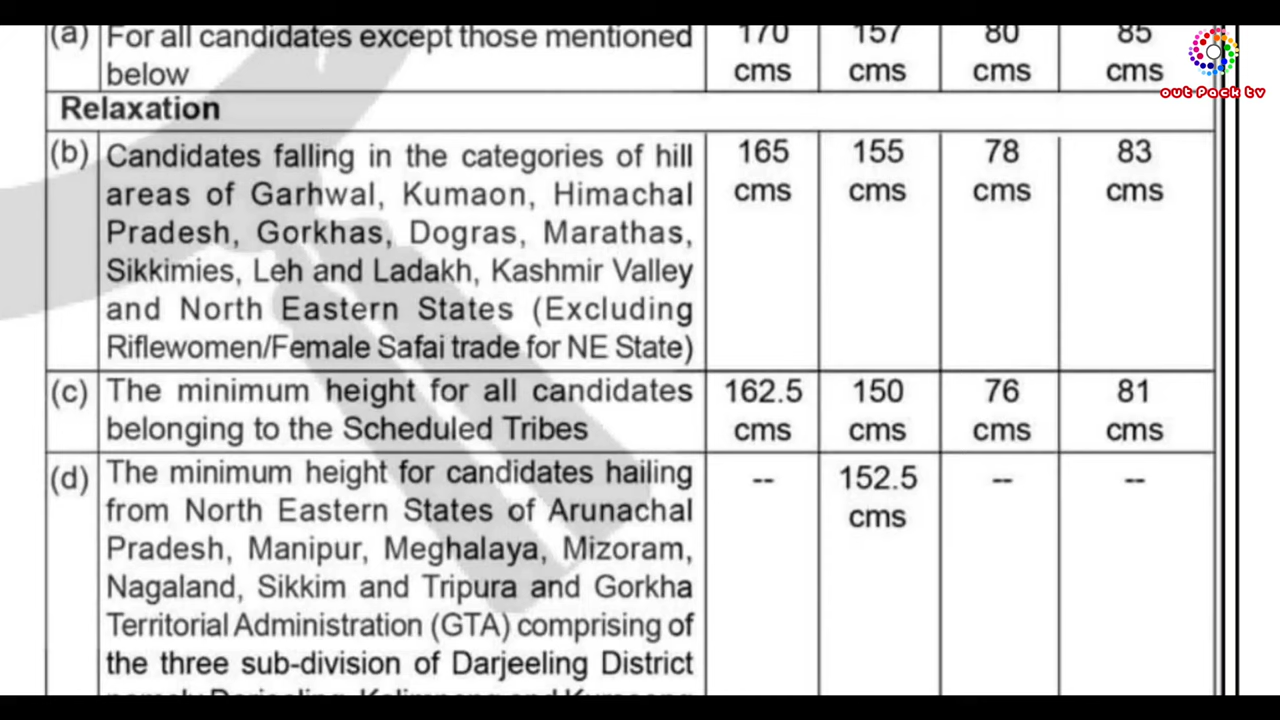 (a) For all candidates except those mentioned 170 157 80 85
below cms cms cms cms
out Pack tv
Relaxation
(b) Candidates falling in the categories of hill 165 155 78 83
areas of Garhwal, Kumaon, Himachal cms cms cms cms
Pradesh, Gorkhas, Dogras, Marathas,
Sikkimies, Leh and Ladakh, Kashmir Valley
and North Eastern States (Excluding
Riflewomen/Female Safai trade for NE State)
(c) The minimum height for all candidates 162.5 150 76 81
belonging to the Scheduled Tribes cms cms cms cms
(d) The minimum height for candidates hailing -- 152.5 -- --
from North Eastern States of Arunachal cms
Pradesh, Manipur, Meghalaya, Mizoram,
Nagaland, Sikkim and Tripura and Gorkha
Territorial Administration (GTA) comprising of
the three sub-division of Darjeeling District
namely Darjeeling, Kalimpong and